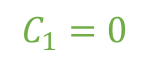 C₁ = 0